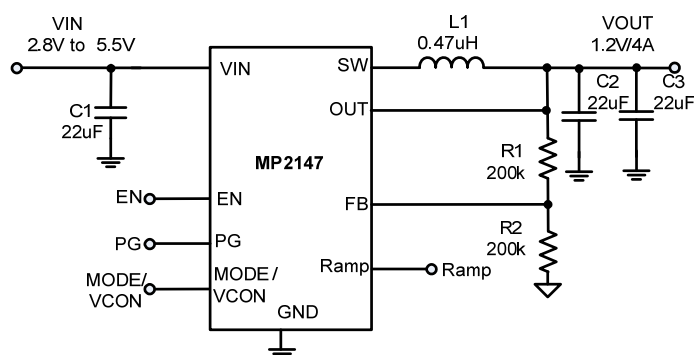 VIN
2.8V to 5.5V
L1
0.47uH
VOUT
1.2V/4A
VIN
SW
C1
22uF
C2
22uF
C3
22uF
OUT
R1
200k
MP2147
EN
EN
FB
PG
PG
R2
200k
MODE/
VCON
MODE/
VCON
Ramp
Ramp
GND